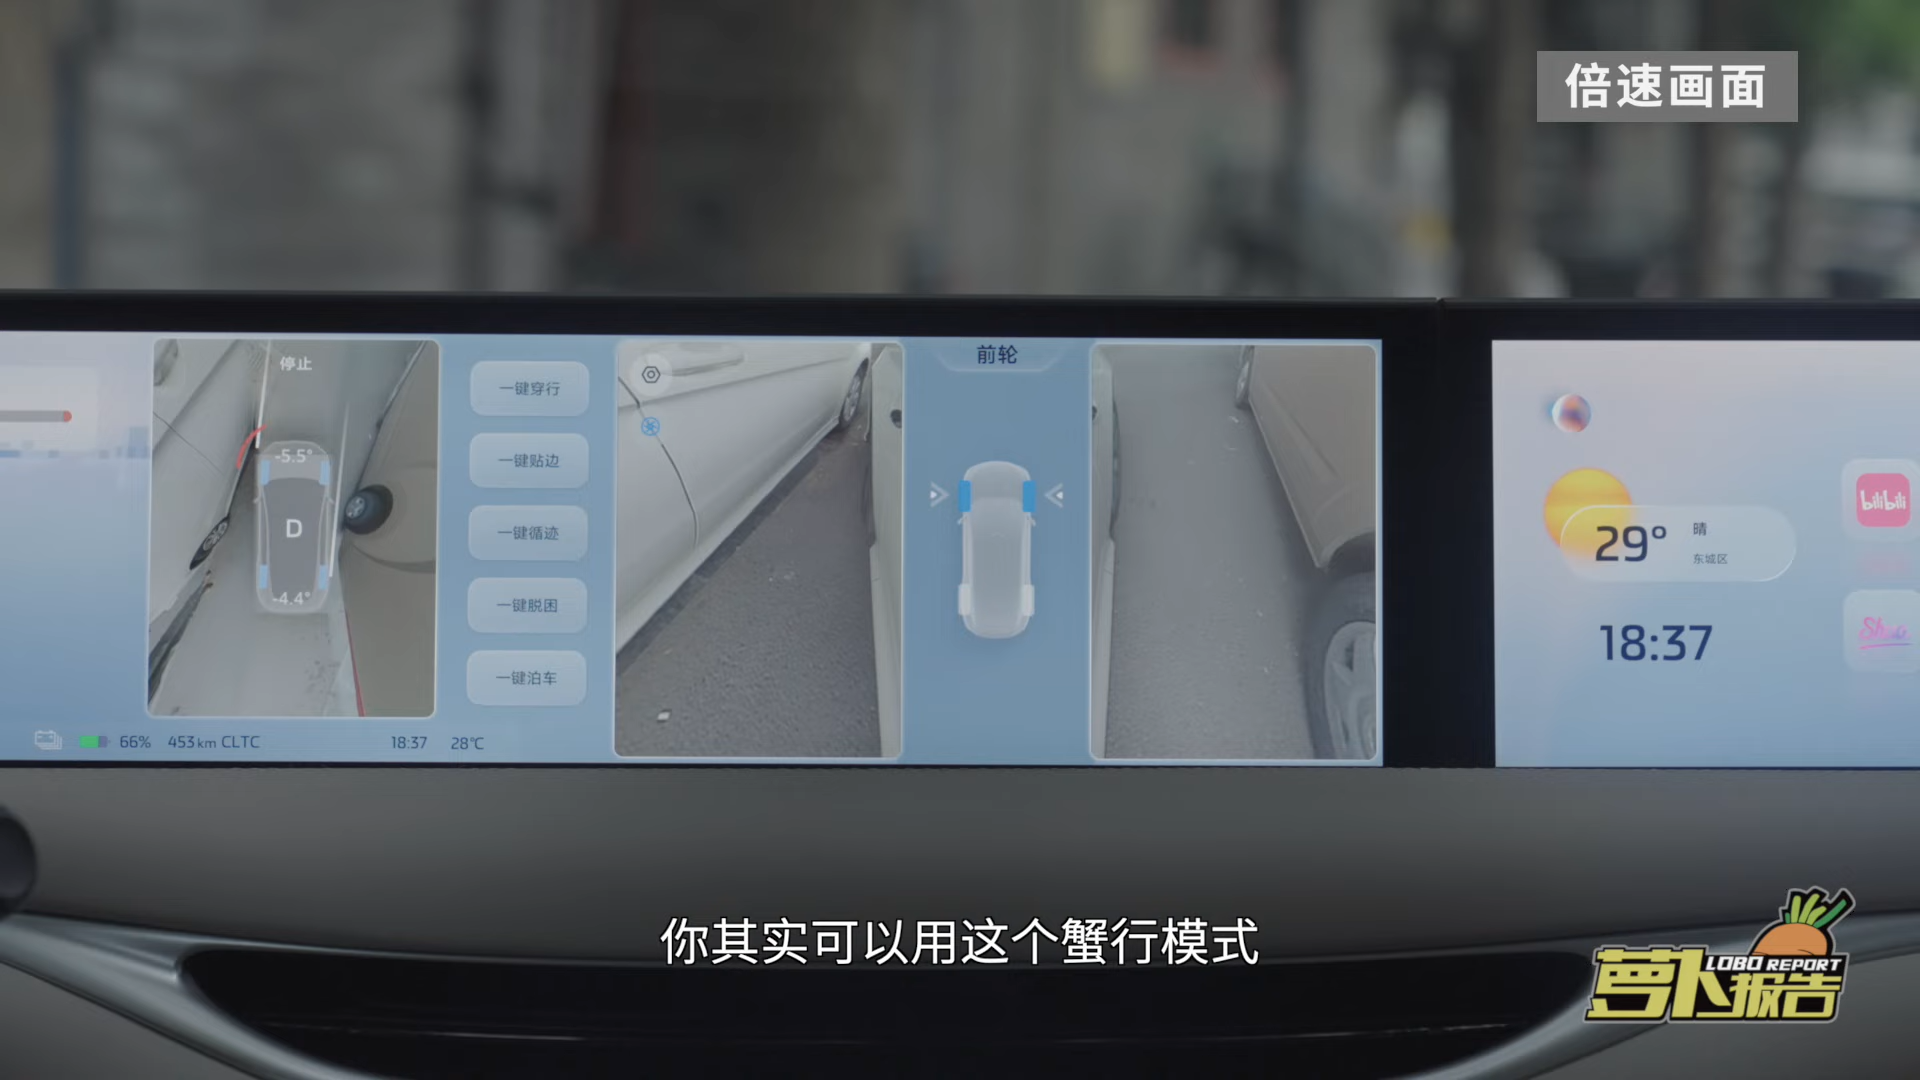 倍速画面
停止
-5.5°
D
-4.4°
一键穿行
一键贴边
一键循迹
一键脱困
一键泊车
前轮
66% 453km CLTC 18:37 28℃
29° 晴
东城区
18:37
bilibili
你其实可以用这个蟹行模式
LOBO REPORT
萝卜报告